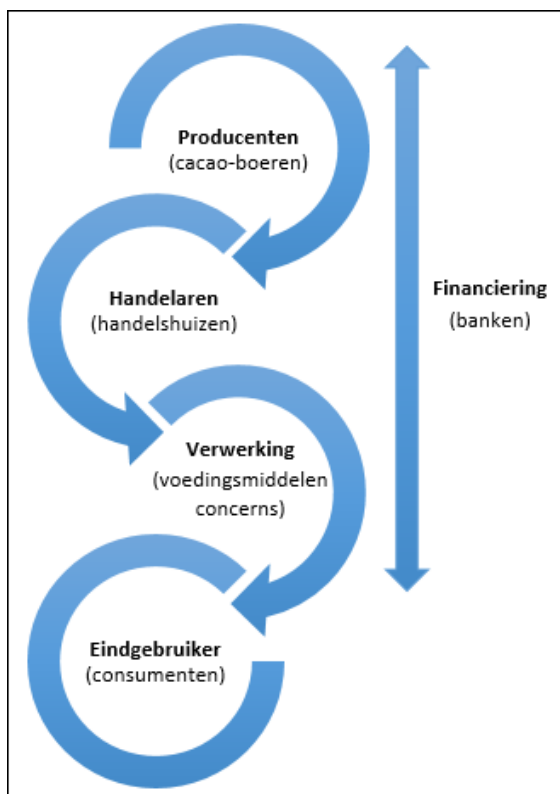 Producenten
(cacao-boeren)
Handelaren
(handelshuizen)
Financiering
(banken)
Verwerking
(voedingsmiddelen
concerns)
Eindgebruiker
(consumenten)